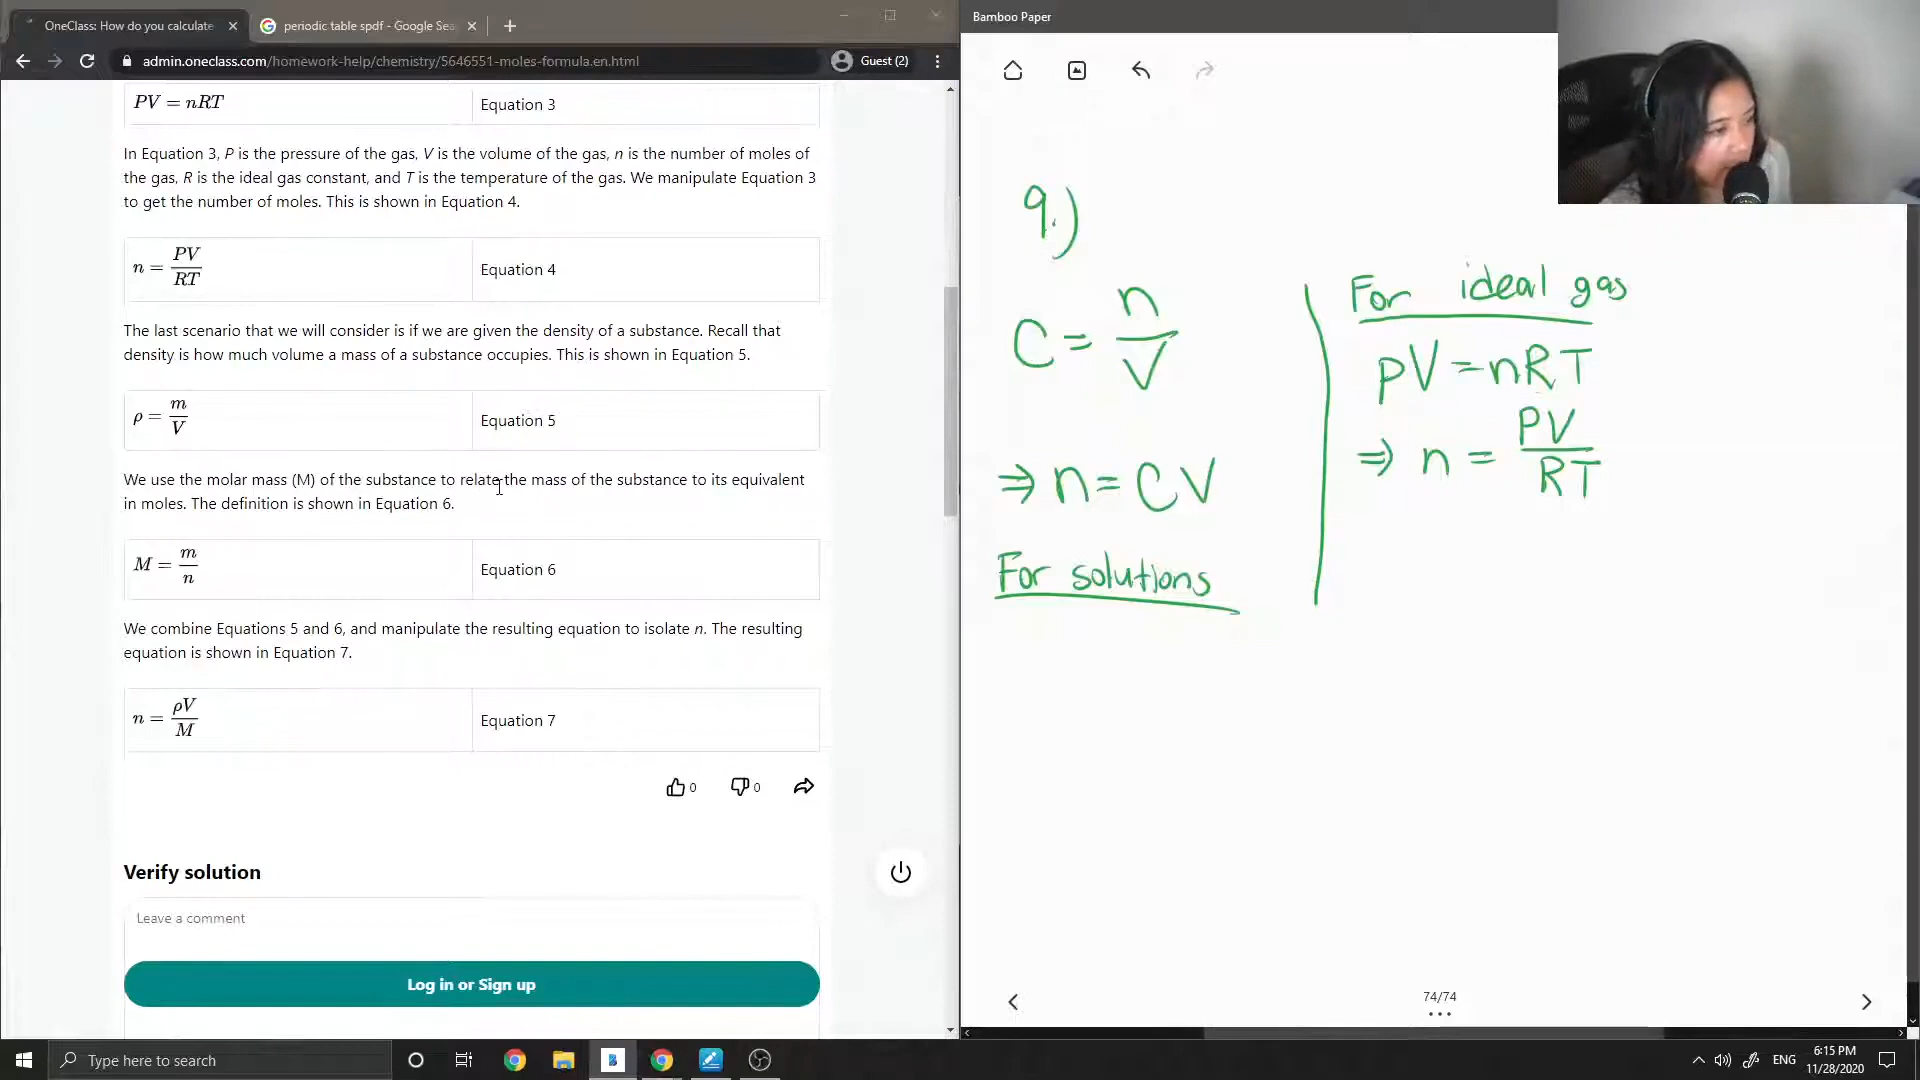 OneClass: How do you calculate
periodic table spdf - Google Sea
Bamboo Paper
admin.oneclass.com/homework-help/chemistry/5646551-moles-formula.en.html
Guest (2)
PV = nRT
Equation 3
In Equation 3, P is the pressure of the gas, V is the volume of the gas, n is the number of moles of
the gas, R is the ideal gas constant, and T is the temperature of the gas. We manipulate Equation 3
to get the number of moles. This is shown in Equation 4.
n = PV/RT
Equation 4
The last scenario that we will consider is if we are given the density of a substance. Recall that
density is how much volume a mass of a substance occupies. This is shown in Equation 5.
ρ = m/V
Equation 5
We use the molar mass (M) of the substance to relate the mass of the substance to its equivalent
in moles. The definition is shown in Equation 6.
M = m/n
Equation 6
We combine Equations 5 and 6, and manipulate the resulting equation to isolate n. The resulting
equation is shown in Equation 7.
n = ρV/M
Equation 7
0
0
Verify solution
Leave a comment
Log in or Sign up
9.)
C = n/V
⇒ n = CV
For solutions
For ideal gas
PV = nRT
⇒ n = PV/RT
74/74
Type here to search
ENG
6:15 PM
11/28/2020